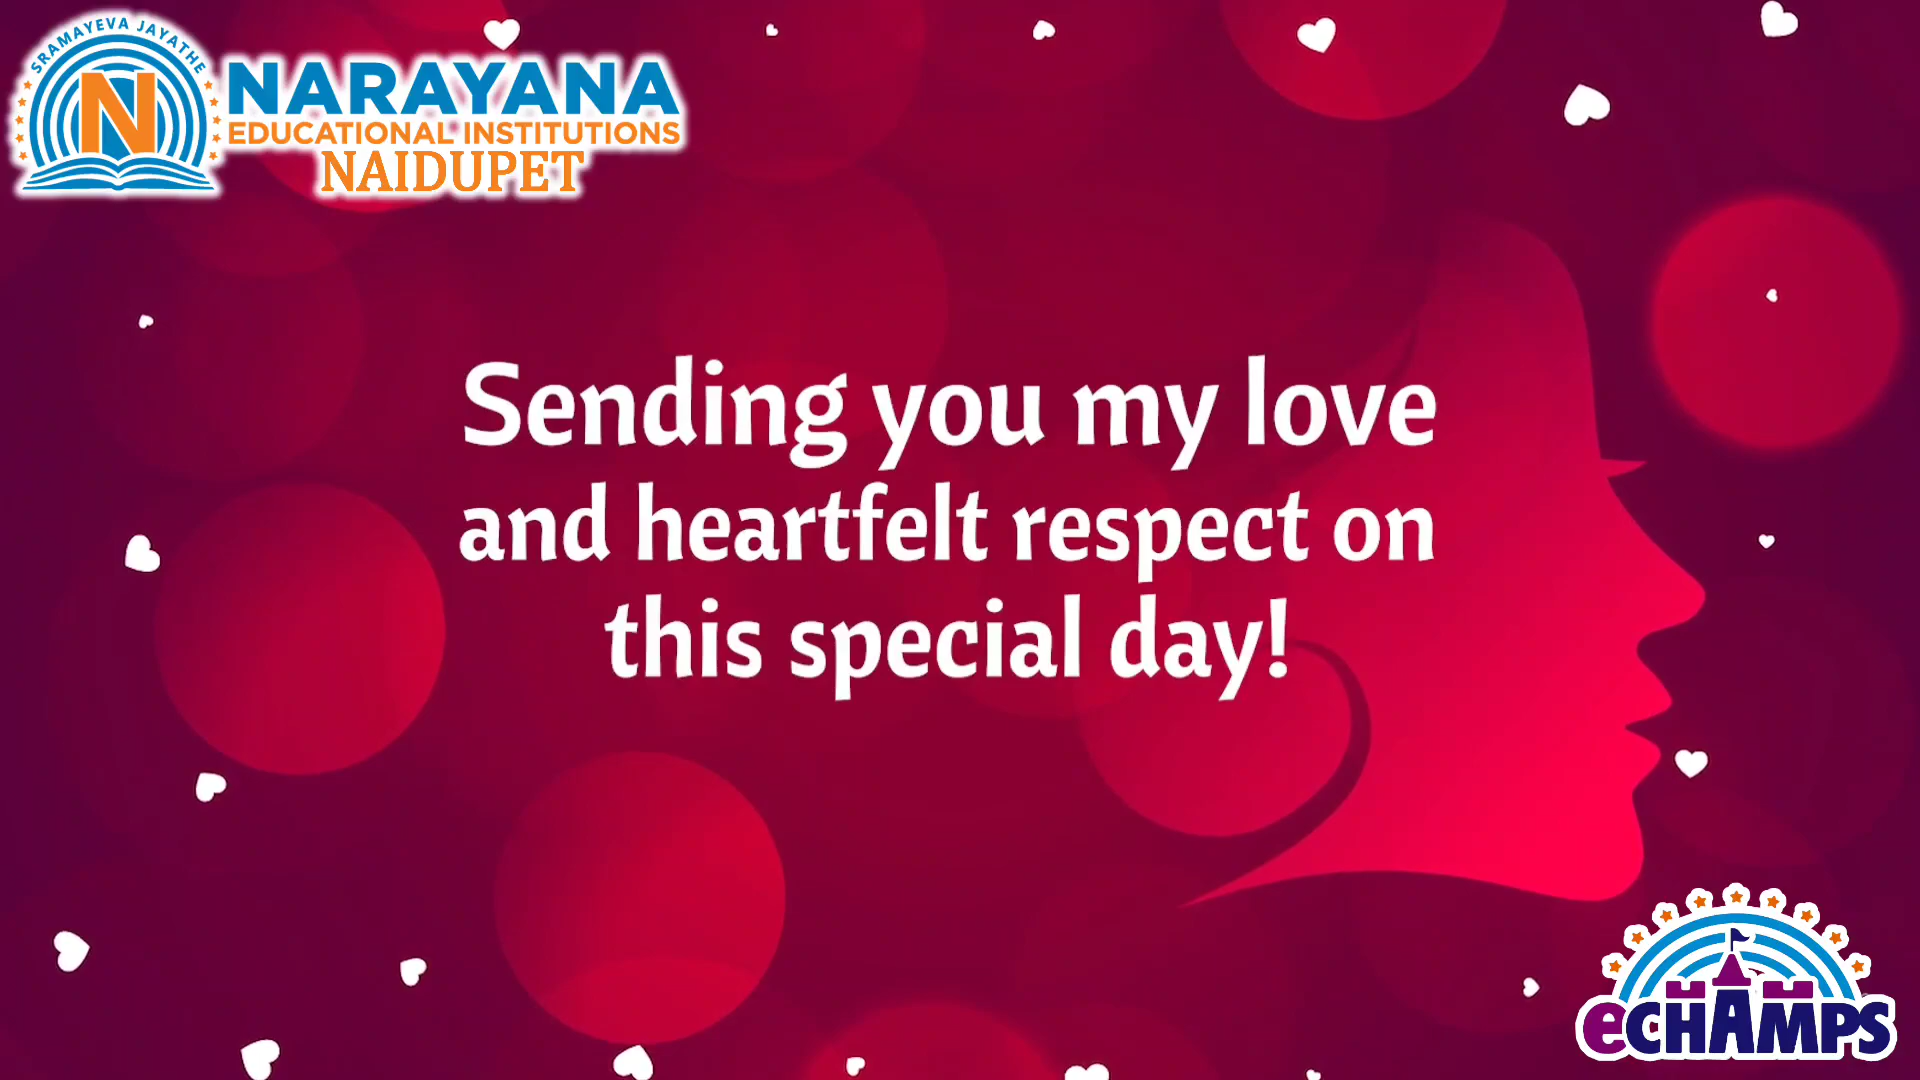 SRAMAYEVA JAYATHE
N
NARAYANA
EDUCATIONAL INSTITUTIONS
NAIDUPET
Sending you my love
and heartfelt respect on
this special day!
eCHAMPS